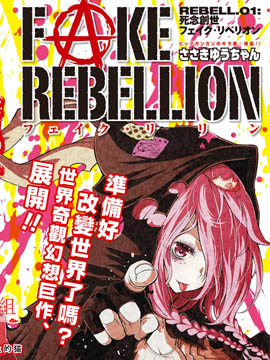 FAKE
REBELLION
フェイクリベリオン
REBELL.01:
死念創世
フェイク・リベリオン
ささきゆうちゃん
準備好
改變世界了嗎？
世界奇觀幻想巨作、
展開！！
的猫